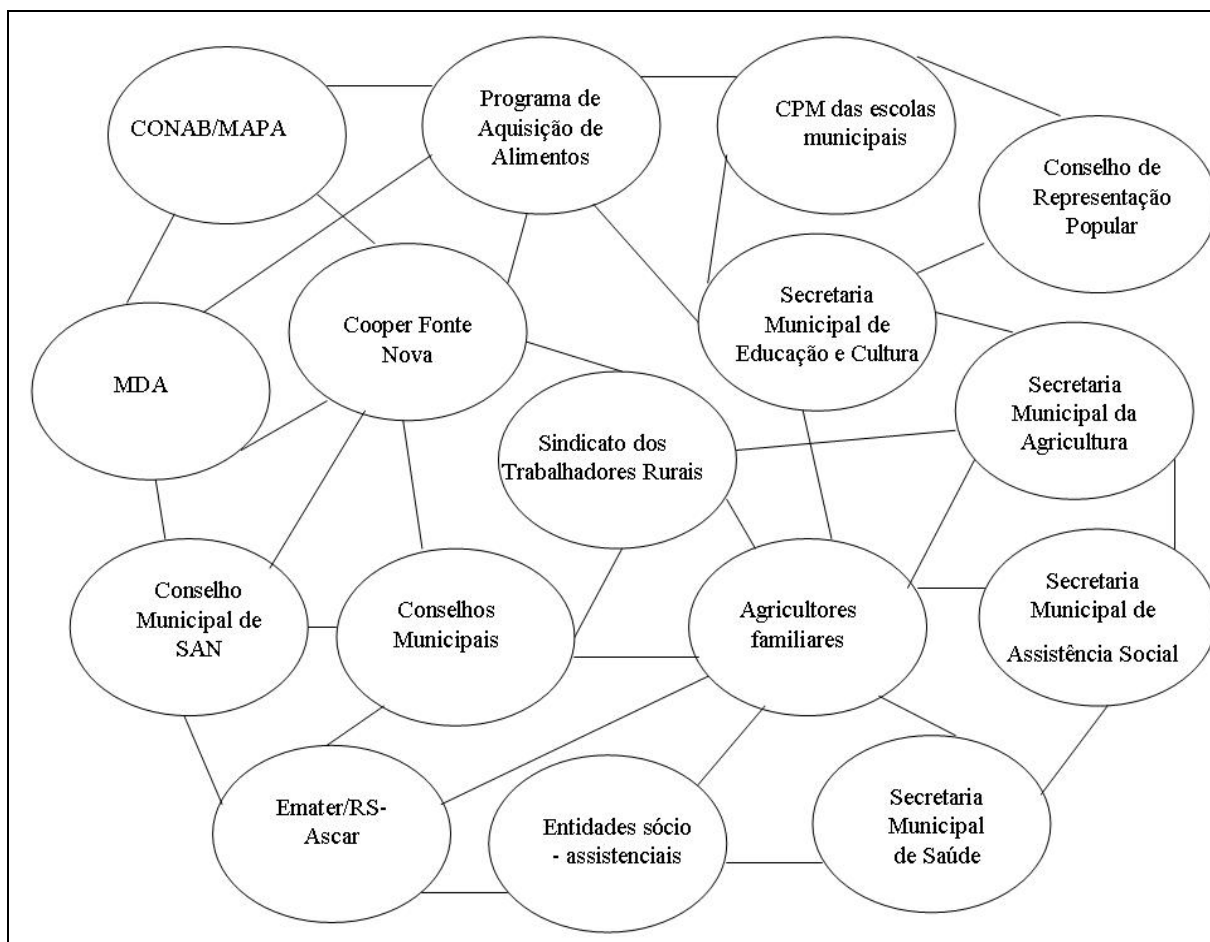 CONAB/MAPA
Programa de
Aquisição de
Alimentos
CPM das escolas
municipais
Conselho de
Representação
Popular
Cooper Fonte
Nova
Secretaria
Municipal de
Educação e Cultura
MDA
Sindicato dos
Trabalhadores Rurais
Secretaria
Municipal da
Agricultura
Conselho
Municipal de
SAN
Conselhos
Municipais
Agricultores
familiares
Secretaria
Municipal de
Assistência Social
Emater/RS-
Ascar
Entidades sócio
- assistenciais
Secretaria
Municipal
de Saúde